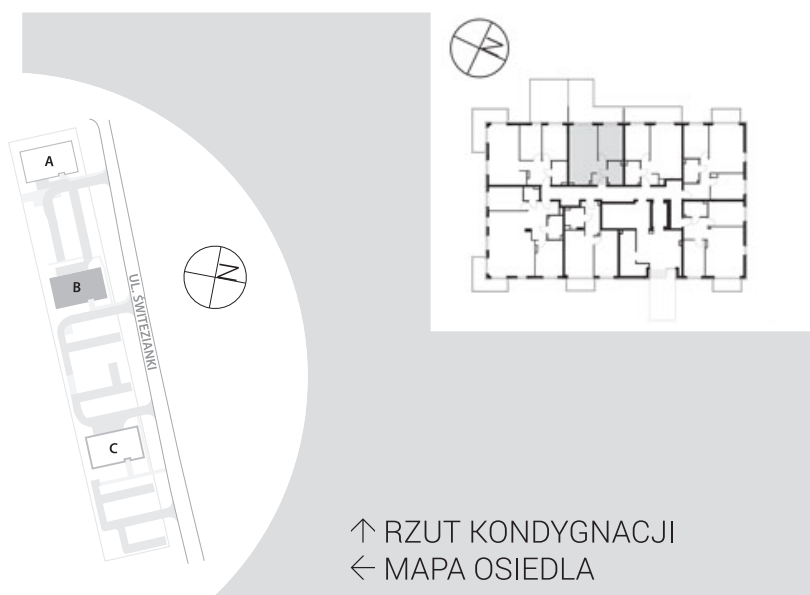 N
A
N
B
UL. ŚWITEZIANKI
C
↑ RZUT KONDYGNACJI
← MAPA OSIEDLA